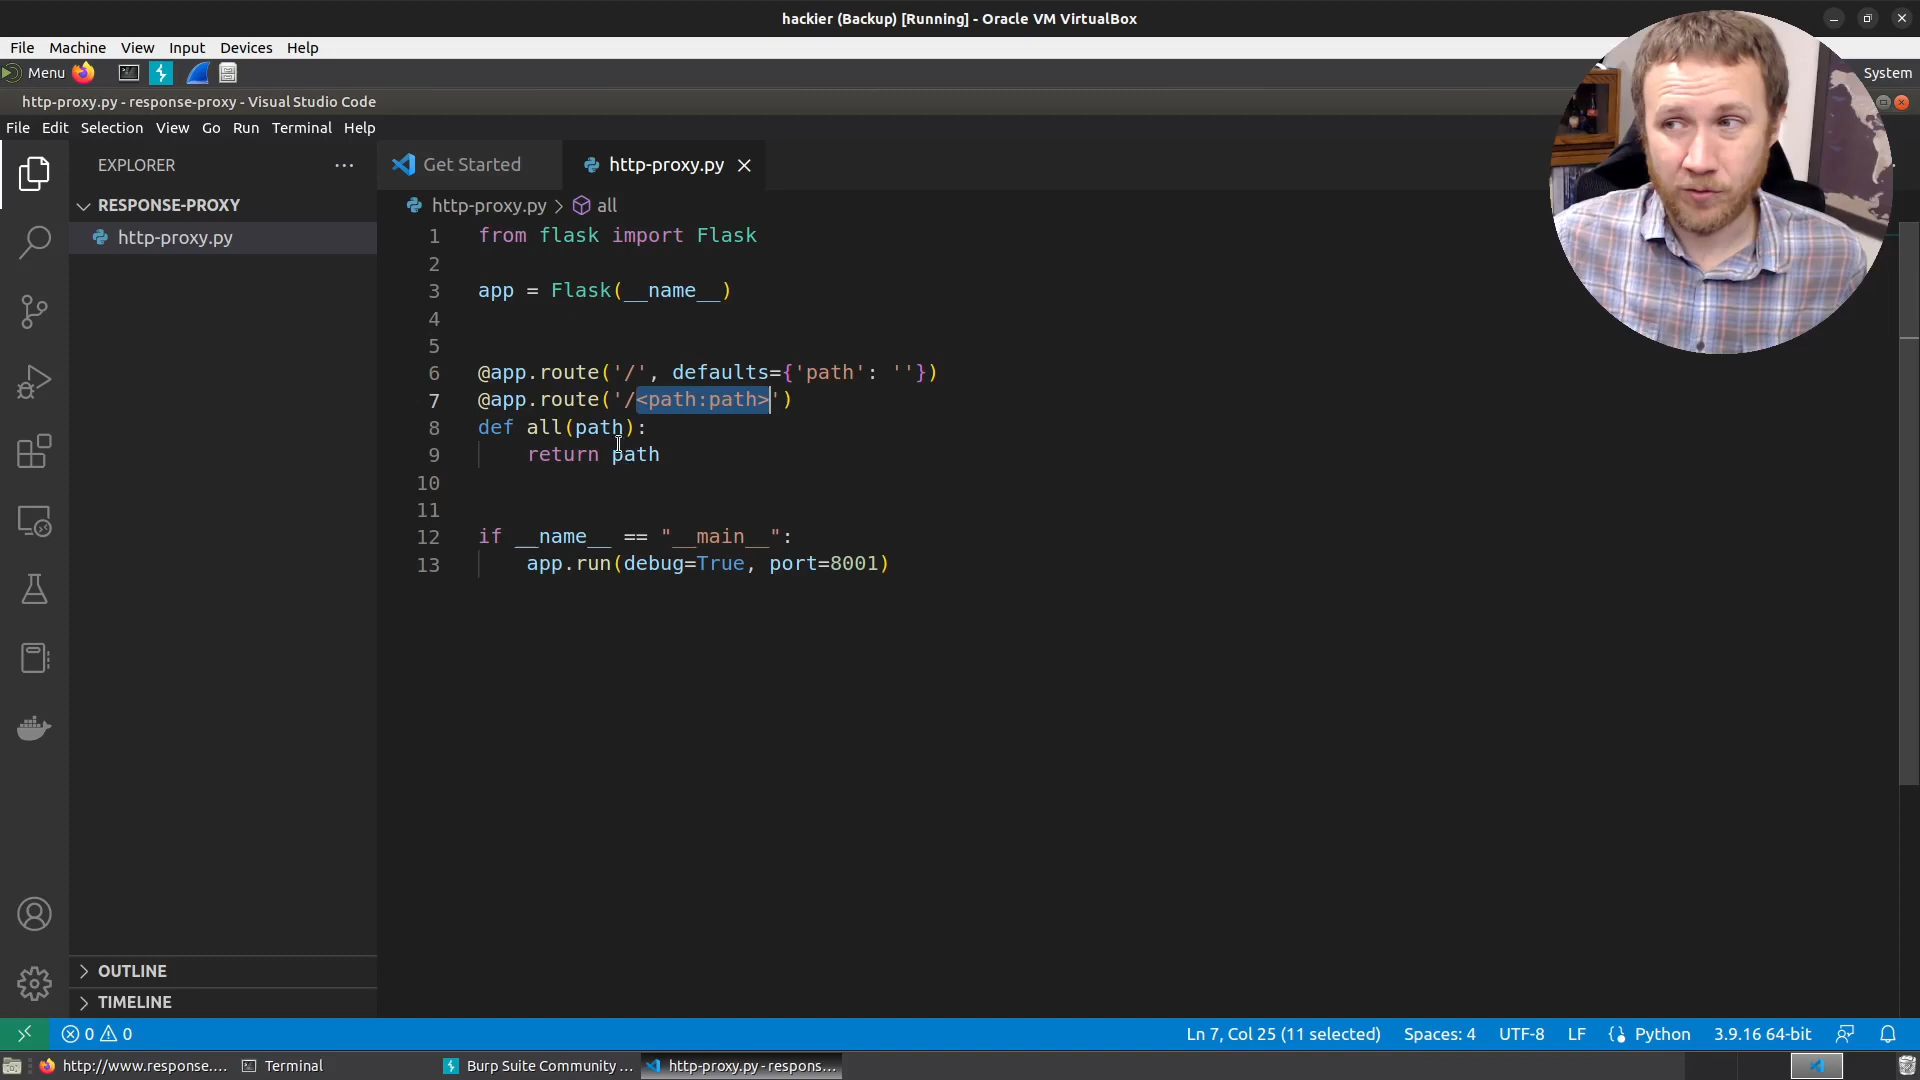 hackier (Backup) [Running] - Oracle VM VirtualBox
File Machine View Input Devices Help
Menu
System
http-proxy.py - response-proxy - Visual Studio Code
File Edit Selection View Go Run Terminal Help
EXPLORER ···
Get Started
http-proxy.py
RESPONSE-PROXY
http-proxy.py
http-proxy.py > all
1 from flask import Flask
2
3 app = Flask(__name__)
4
5
6 @app.route('/', defaults={'path': ''})
7 @app.route('/<path:path>')
8 def all(path):
9     return path
10
11
12 if __name__ == "__main__":
13     app.run(debug=True, port=8001)
OUTLINE
TIMELINE
0 0
Ln 7, Col 25 (11 selected) Spaces: 4 UTF-8 LF Python 3.9.16 64-bit
http://www.response.... Terminal Burp Suite Community ... http-proxy.py - respons...